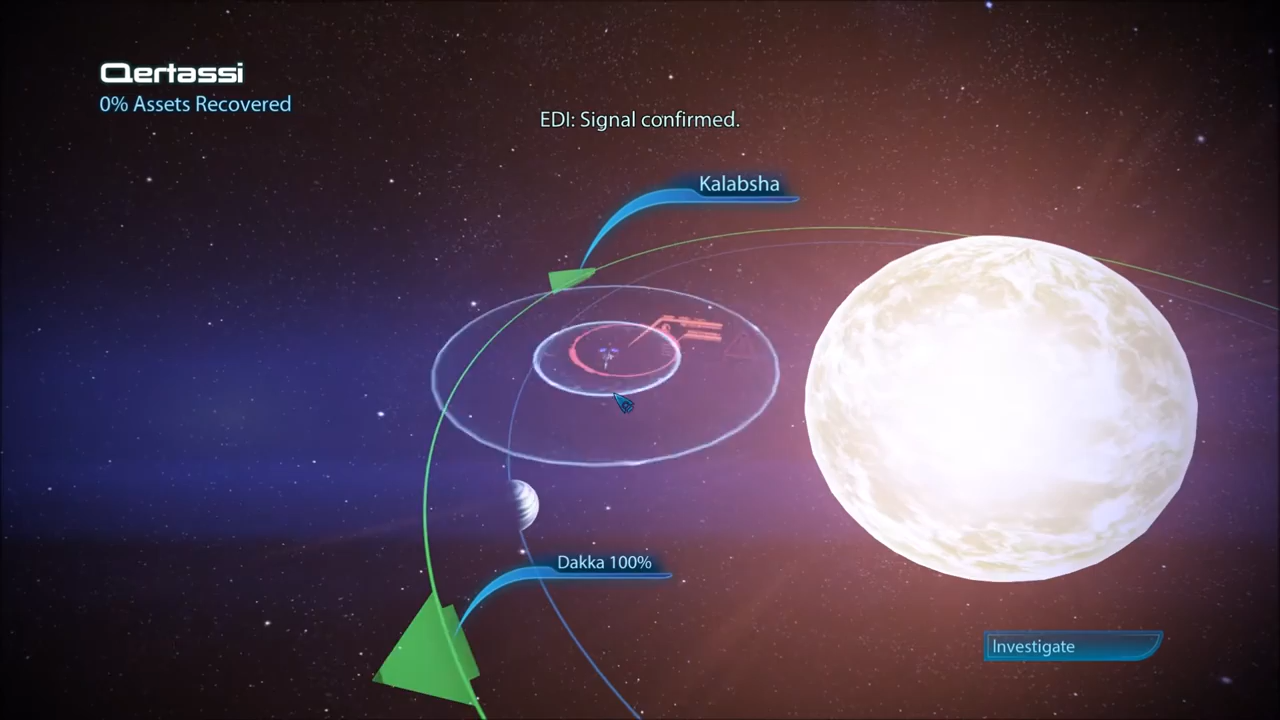 Qertassi
0% Assets Recovered
EDI: Signal confirmed.
Kalabsha
Dakka 100%
Investigate